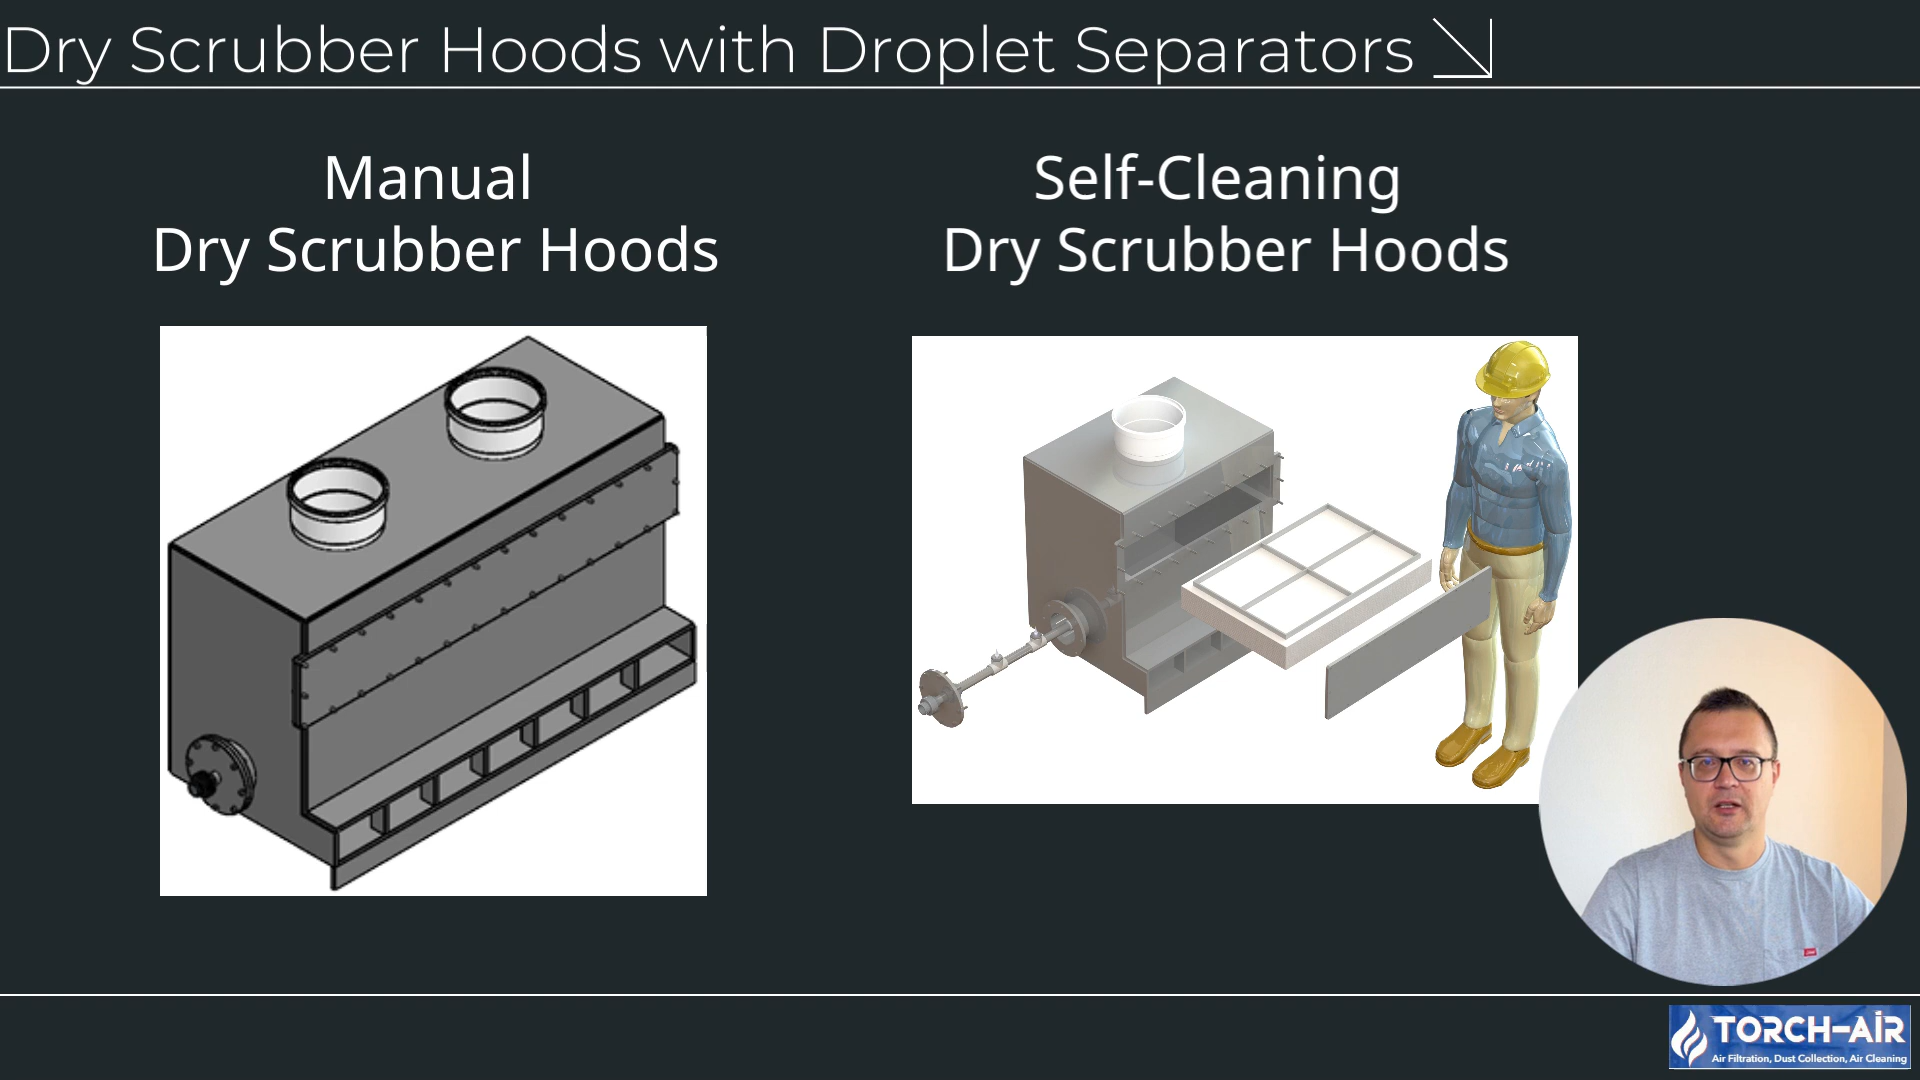 Dry Scrubber Hoods with Droplet Separators
Manual
Dry Scrubber Hoods
Self-Cleaning
Dry Scrubber Hoods
TORCH-AIR
Air Filtration, Dust Collection, Air Cleaning